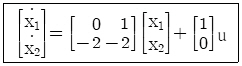 [ẋ₁ ẋ₂] = [0 1 −2 −2] [x₁ x₂] + [1 0] u